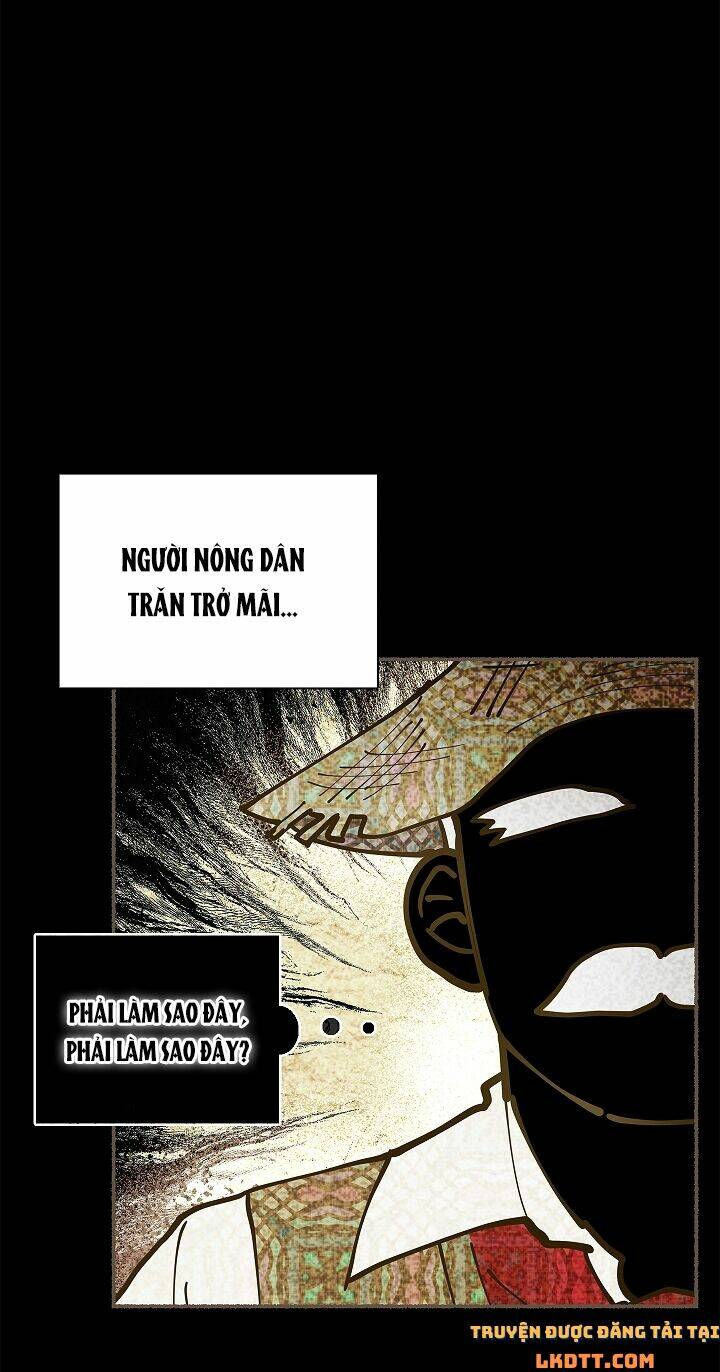 NGƯỜI NÔNG DÂN
TRẰN TRỞ MÃI...
PHẢI LÀM SAO ĐÂY,
PHẢI LÀM SAO ĐÂY?
TRUYỆN ĐƯỢC ĐĂNG TẢI TẠI
LKDTT.COM